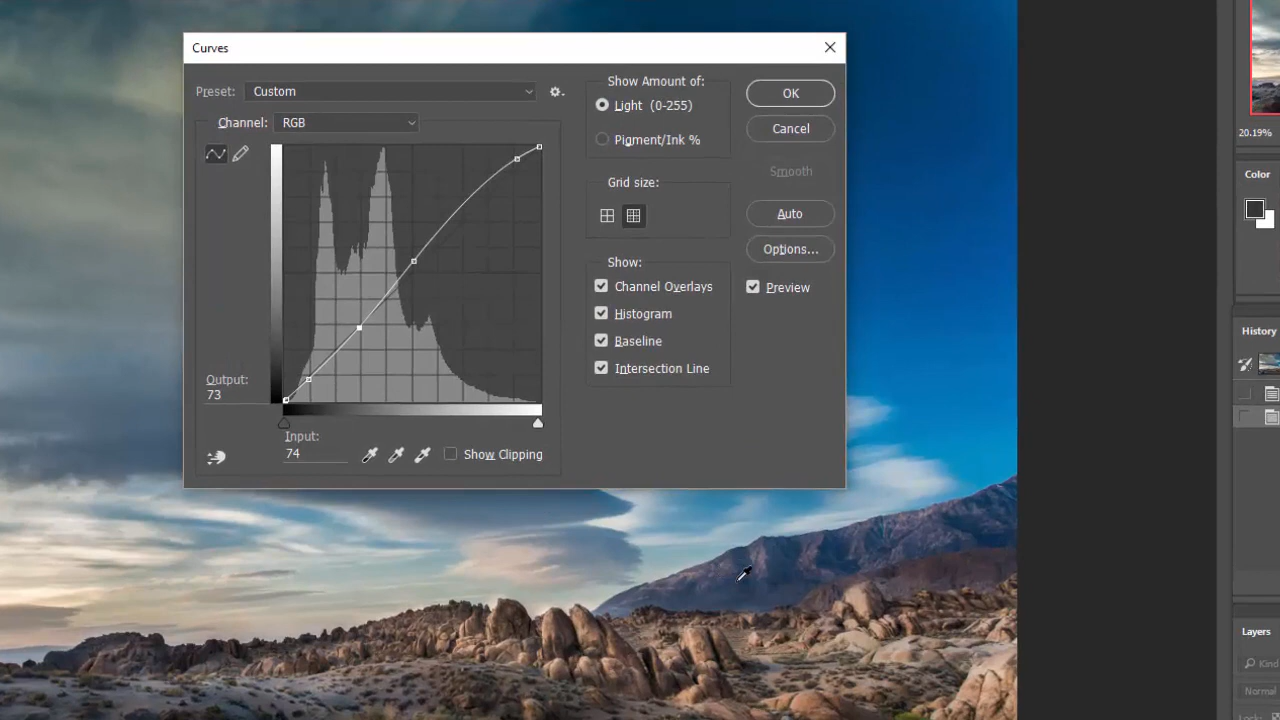 Curves
Preset:
Custom
Channel:
RGB
Output:
73
Input:
74
Show Clipping
Show Amount of:
Light (0-255)
Pigment/Ink %
Grid size:
Show:
Channel Overlays
Histogram
Baseline
Intersection Line
OK
Cancel
Smooth
Auto
Options...
Preview
20.19%
Color
History
Layers
Kind
Normal